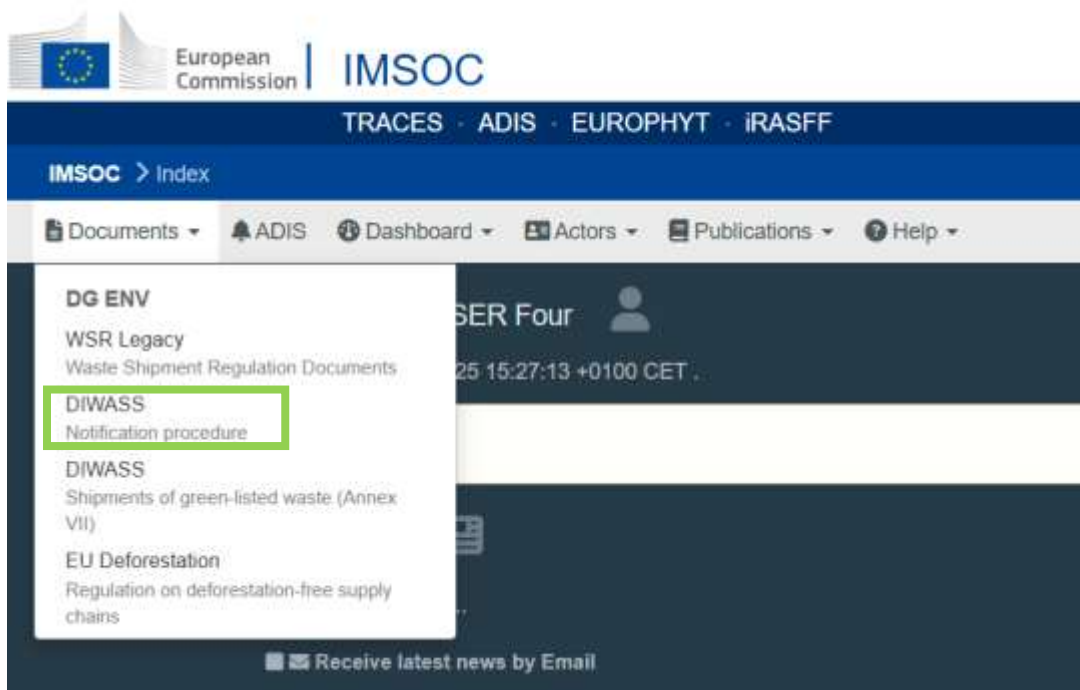 European
Commission
IMSOC
TRACES · ADIS · EUROPHYT · iRASFF
IMSOC > Index
Documents ADIS Dashboard Actors Publications Help
DG ENV
WSR Legacy
Waste Shipment Regulation Documents
DIWASS
Notification procedure
DIWASS
Shipments of green-listed waste (Annex
VII)
EU Deforestation
Regulation on deforestation-free supply
chains
SER Four
25 15:27:13 +0100 CET .
Receive latest news by Email